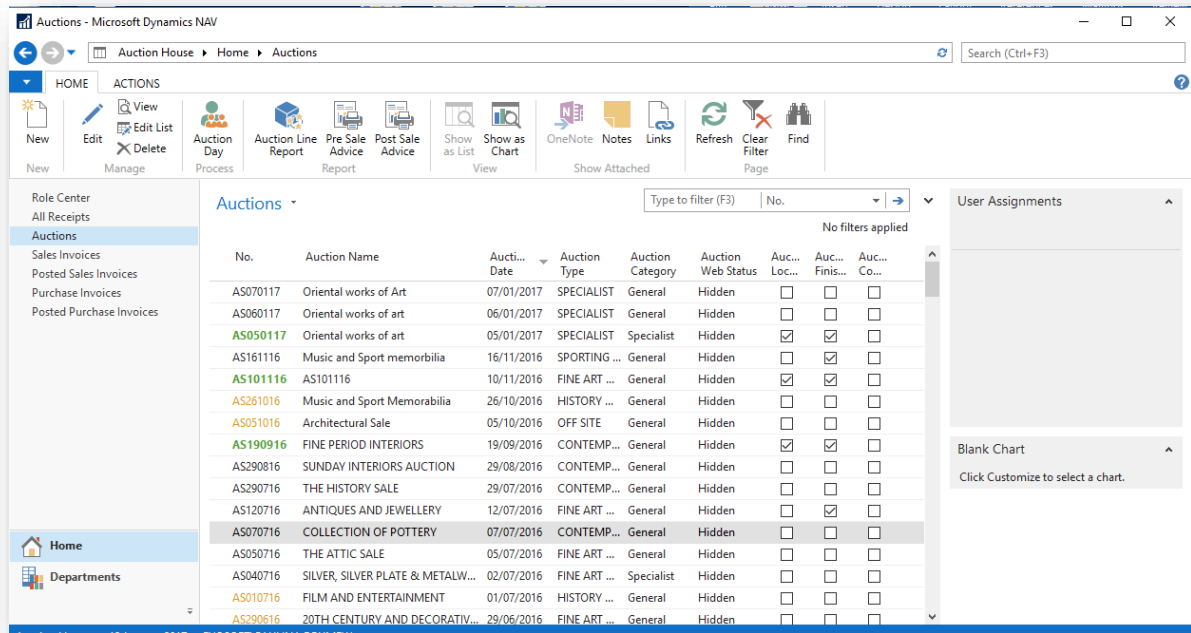 Auctions - Microsoft Dynamics NAV
Auction House Home Auctions
Search (Ctrl+F3)
HOME ACTIONS
New
Edit
View
Edit List
Delete
Auction Day
Auction Line Report
Pre Sale Advice
Post Sale Advice
Show as List
Show as Chart
OneNote
Notes
Links
Refresh
Clear Filter
Find
New Manage Process Report View Show Attached Page
Role Center
All Receipts
Auctions
Sales Invoices
Posted Sales Invoices
Purchase Invoices
Posted Purchase Invoices
Home
Departments
Auctions
Type to filter (F3) No.
No filters applied
No. Auction Name Aucti... Date Auction Type Auction Category Auction Web Status Auc... Loc... Auc... Finis... Auc... Co...
AS070117 Oriental works of Art 07/01/2017 SPECIALIST General Hidden
AS060117 Oriental works of art 06/01/2017 SPECIALIST General Hidden
AS050117 Oriental works of art 05/01/2017 SPECIALIST Specialist Hidden
AS161116 Music and Sport memorbilia 16/11/2016 SPORTING ... General Hidden
AS101116 AS101116 10/11/2016 FINE ART ... General Hidden
AS261016 Music and Sport Memorabilia 26/10/2016 HISTORY ... General Hidden
AS051016 Architectural Sale 05/10/2016 OFF SITE General Hidden
AS190916 FINE PERIOD INTERIORS 19/09/2016 CONTEMP... General Hidden
AS290816 SUNDAY INTERIORS AUCTION 29/08/2016 CONTEMP... General Hidden
AS290716 THE HISTORY SALE 29/07/2016 CONTEMP... General Hidden
AS120716 ANTIQUES AND JEWELLERY 12/07/2016 FINE ART ... General Hidden
AS070716 COLLECTION OF POTTERY 07/07/2016 CONTEMP... General Hidden
AS050716 THE ATTIC SALE 05/07/2016 FINE ART ... General Hidden
AS040716 SILVER, SILVER PLATE & METALW... 02/07/2016 FINE ART ... Specialist Hidden
AS010716 FILM AND ENTERTAINMENT 01/07/2016 HISTORY ... General Hidden
AS290616 20TH CENTURY AND DECORATIV... 29/06/2016 FINE ART ... General Hidden
User Assignments
Blank Chart
Click Customize to select a chart.